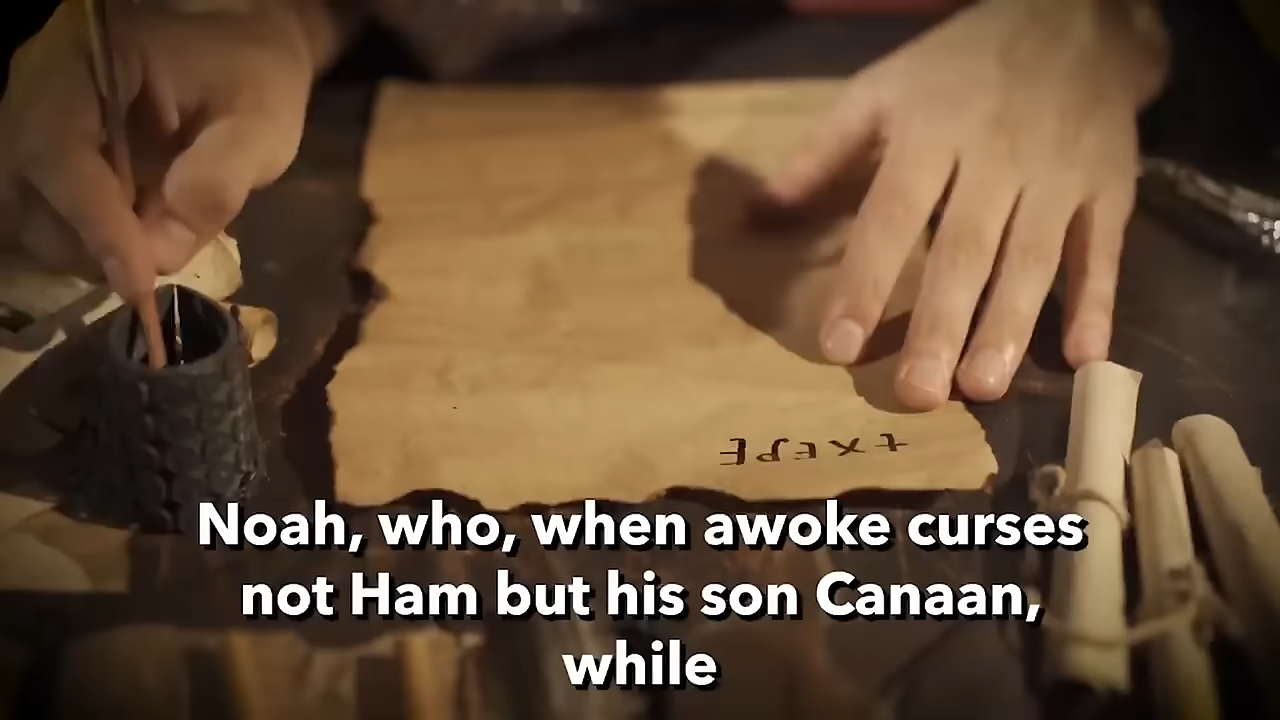 Noah, who, when awoke curses
not Ham but his son Canaan,
while